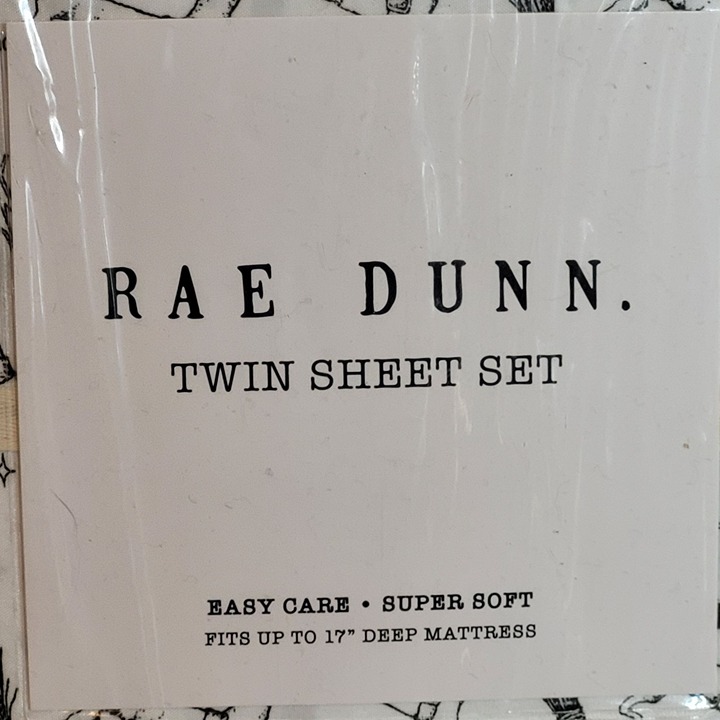 RAE DUNN.
TWIN SHEET SET
EASY CARE • SUPER SOFT
FITS UP TO 17” DEEP MATTRESS